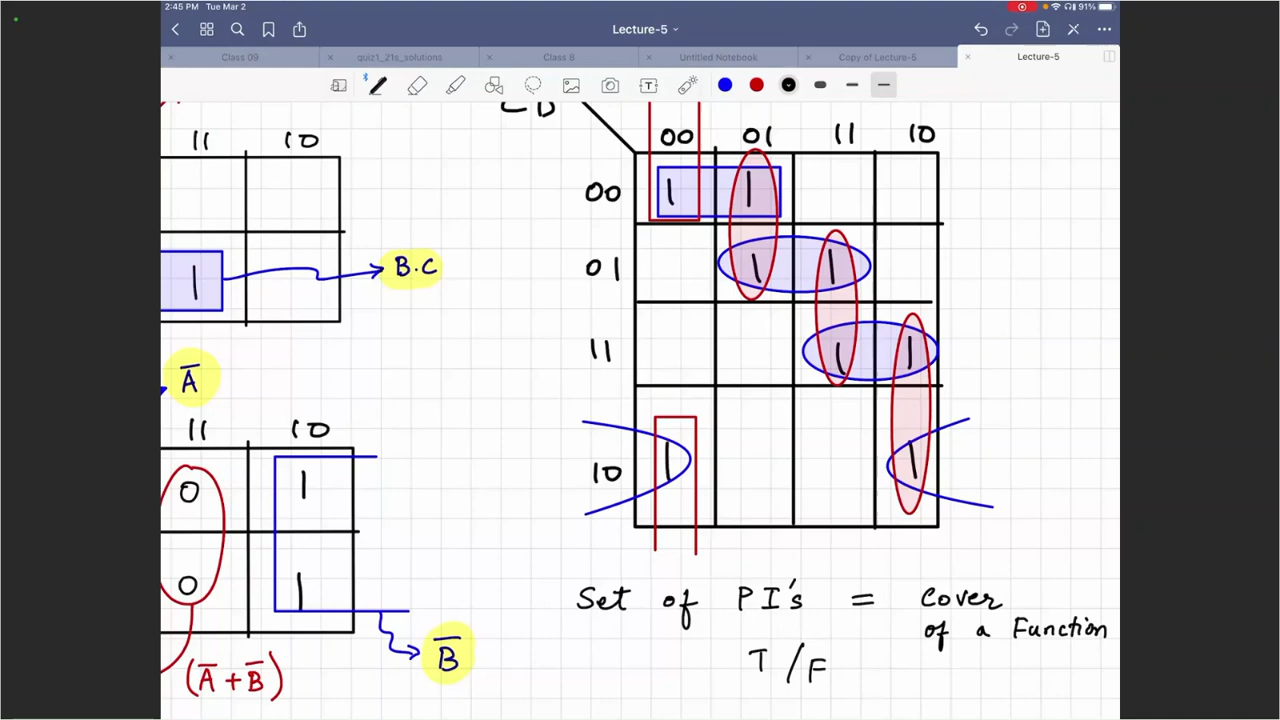 2:45 PM Tue Mar 2
91%
Lecture-5
Class 09
quiz1_21s_solutions
Class 8
Untitled Notebook
Copy of Lecture-5
Lecture-5
CD
00 01 11 10
11 10
00 1 1
01 1 1
1 B.C
11 1 1
Ā
11 10
10 1 1
0 1
0 1
Set of PI's = Cover
of a Function
T/F
B̄
(Ā + B̄)